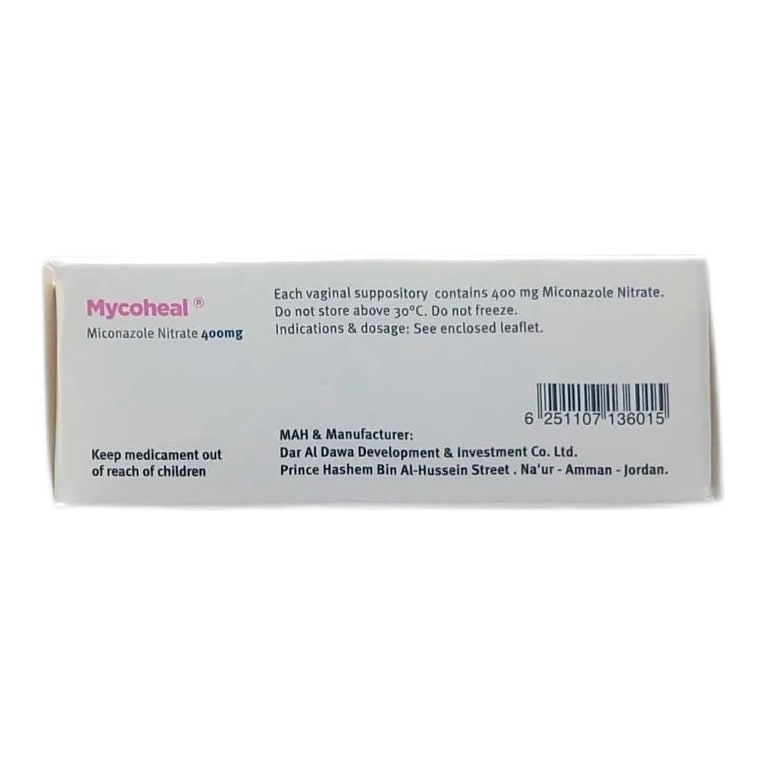 Mycoheal ®
Miconazole Nitrate 400mg
Each vaginal suppository contains 400 mg Miconazole Nitrate.
Do not store above 30°C. Do not freeze.
Indications & dosage: See enclosed leaflet.
6 251107 136015
Keep medicament out
of reach of children
MAH & Manufacturer:
Dar Al Dawa Development & Investment Co. Ltd.
Prince Hashem Bin Al-Hussein Street . Na'ur - Amman - Jordan.